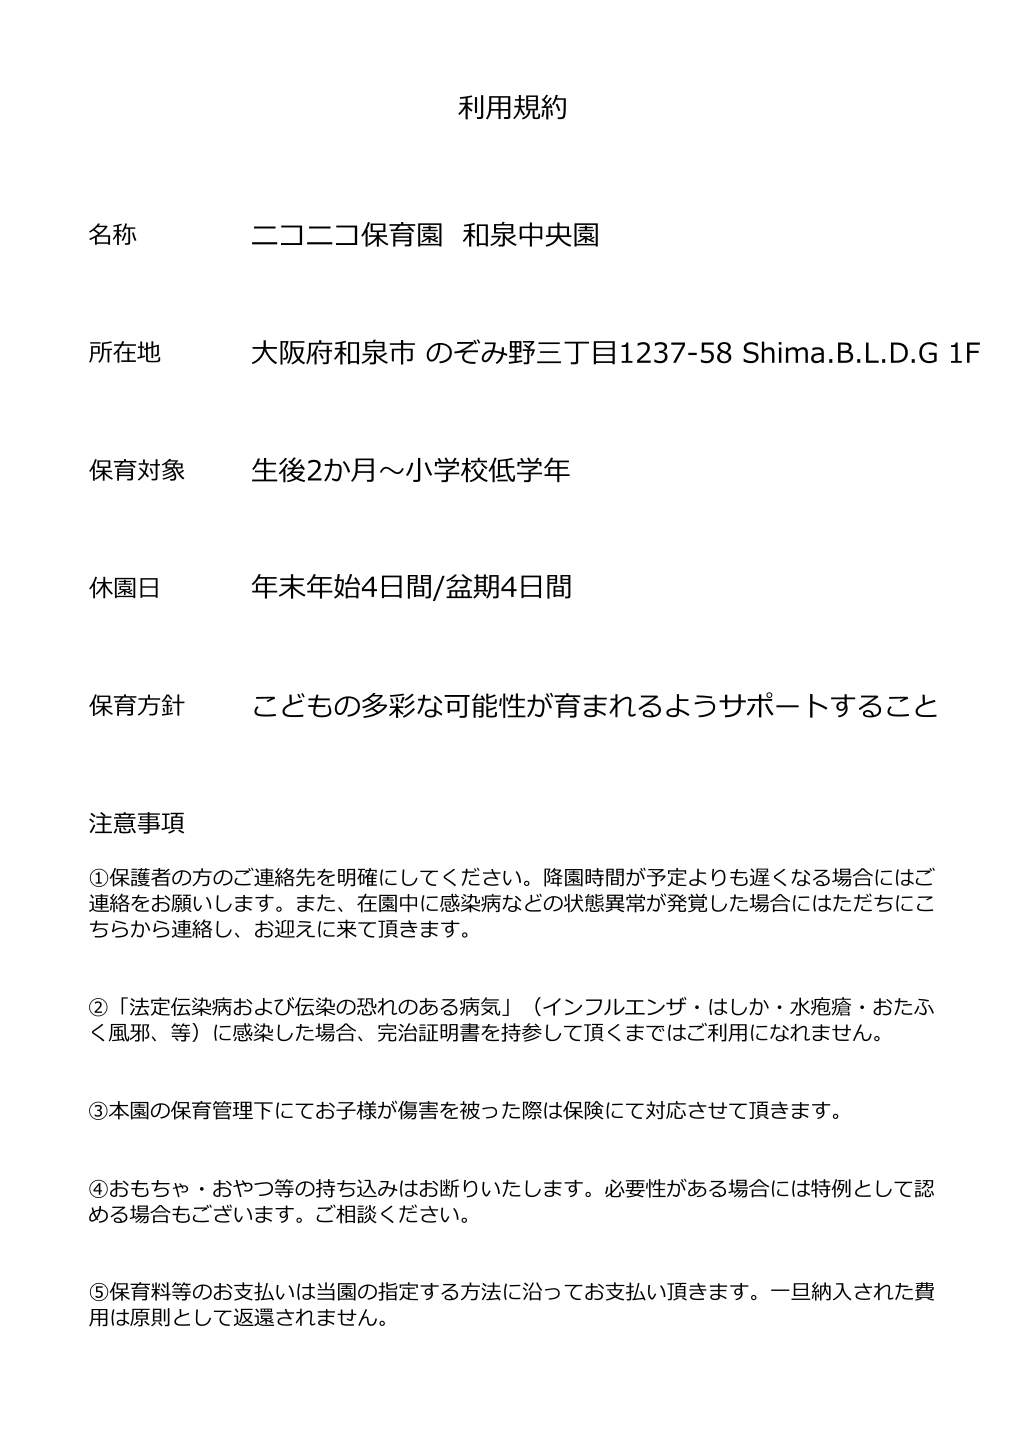 利用規約
名称 ニコニコ保育園 和泉中央園
所在地 大阪府和泉市 のぞみ野三丁目1237-58 Shima.B.L.D.G 1F
保育対象 生後2か月～小学校低学年
休園日 年末年始4日間/盆期4日間
保育方針 こどもの多彩な可能性が育まれるようサポートすること
注意事項
①保護者の方のご連絡先を明確にしてください。降園時間が予定よりも遅くなる場合にはご
連絡をお願いします。また、在園中に感染病などの状態異常が発覚した場合にはただちにこ
ちらから連絡し、お迎えに来て頂きます。
②「法定伝染病および伝染の恐れのある病気」（インフルエンザ・はしか・水疱瘡・おたふ
く風邪、等）に感染した場合、完治証明書を持参して頂くまではご利用になれません。
③本園の保育管理下にてお子様が傷害を被った際は保険にて対応させて頂きます。
④おもちゃ・おやつ等の持ち込みはお断りいたします。必要性がある場合には特例として認
める場合もございます。ご相談ください。
⑤保育料等のお支払いは当園の指定する方法に沿ってお支払い頂きます。一旦納入された費
用は原則として返還されません。